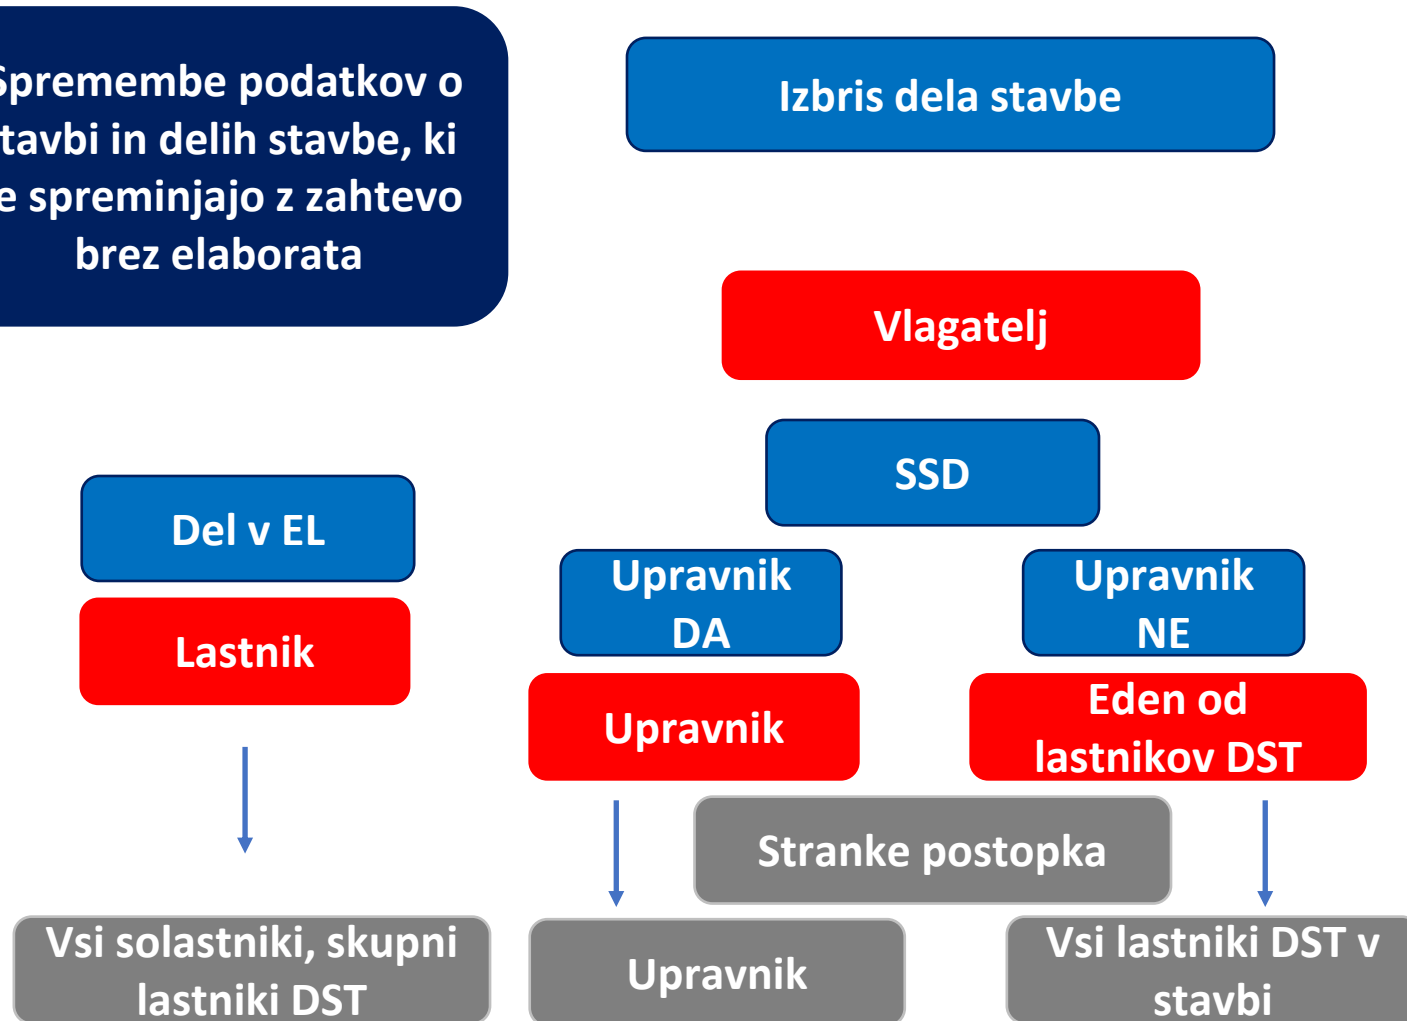 Spremembe podatkov o
tavbi in delih stavbe, ki
e spreminjajo z zahtevo
brez elaborata
Izbris dela stavbe
Vlagatelj
SSD
Del v EL
Lastnik
Upravnik
DA
Upravnik
NE
Upravnik
Eden od
lastnikov DST
Stranke postopka
Vsi solastniki, skupni
lastniki DST
Upravnik
Vsi lastniki DST v
stavbi